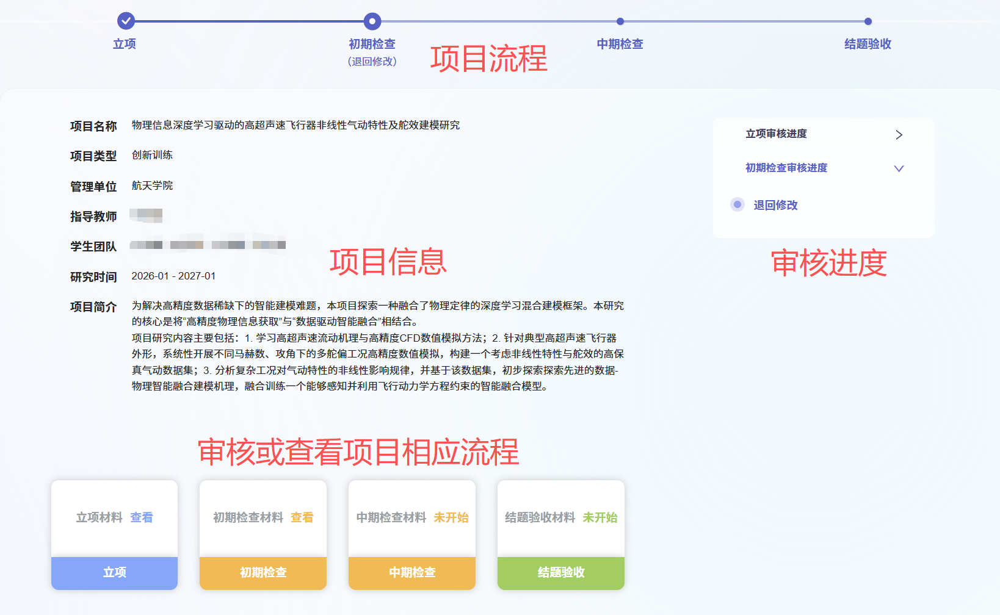 立项
初期检查
(退回修改)
中期检查
结题验收
项目流程
项目名称 物理信息深度学习驱动的高超声速飞行器非线性气动特性及舵效建模研究
项目类型 创新训练
管理单位 航天学院
指导教师
学生团队
研究时间 2026-01 - 2027-01
项目简介 为解决高精度数据稀缺下的智能建模难题，本项目探索一种融合了物理定律的深度学习混合建模框架。本研究
的核心是将“高精度物理信息获取”与“数据驱动智能融合”相结合。
项目研究内容主要包括：1. 学习高超声速流动机理与高精度CFD数值模拟方法；2. 针对典型高超声速飞行器
外形，系统性开展不同马赫数、攻角下的多舵偏工况高精度数值模拟，构建一个考虑非线性特性与舵效的高保
真气动数据集；3. 分析复杂工况对气动特性的非线性影响规律，并基于该数据集，初步探索探索先进的数据-
物理智能融合建模机理，融合训练一个能够感知并利用飞行动力学方程约束的智能融合模型。
项目信息
立项审核进度
初期检查审核进度
退回修改
审核进度
审核或查看项目相应流程
立项材料 查看
立项
初期检查材料 查看
初期检查
中期检查材料 未开始
中期检查
结题验收材料 未开始
结题验收